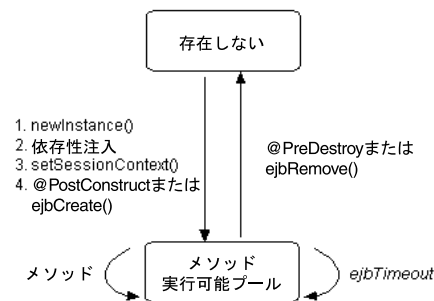 存在しない
1. newInstance()
2. 依存性注入
3. setSessionContext()
4. @PostConstructまたは
ejbCreate()
@PreDestroyまたは
ejbRemove()
メソッド
メソッド
実行可能プール
ejbTimeout